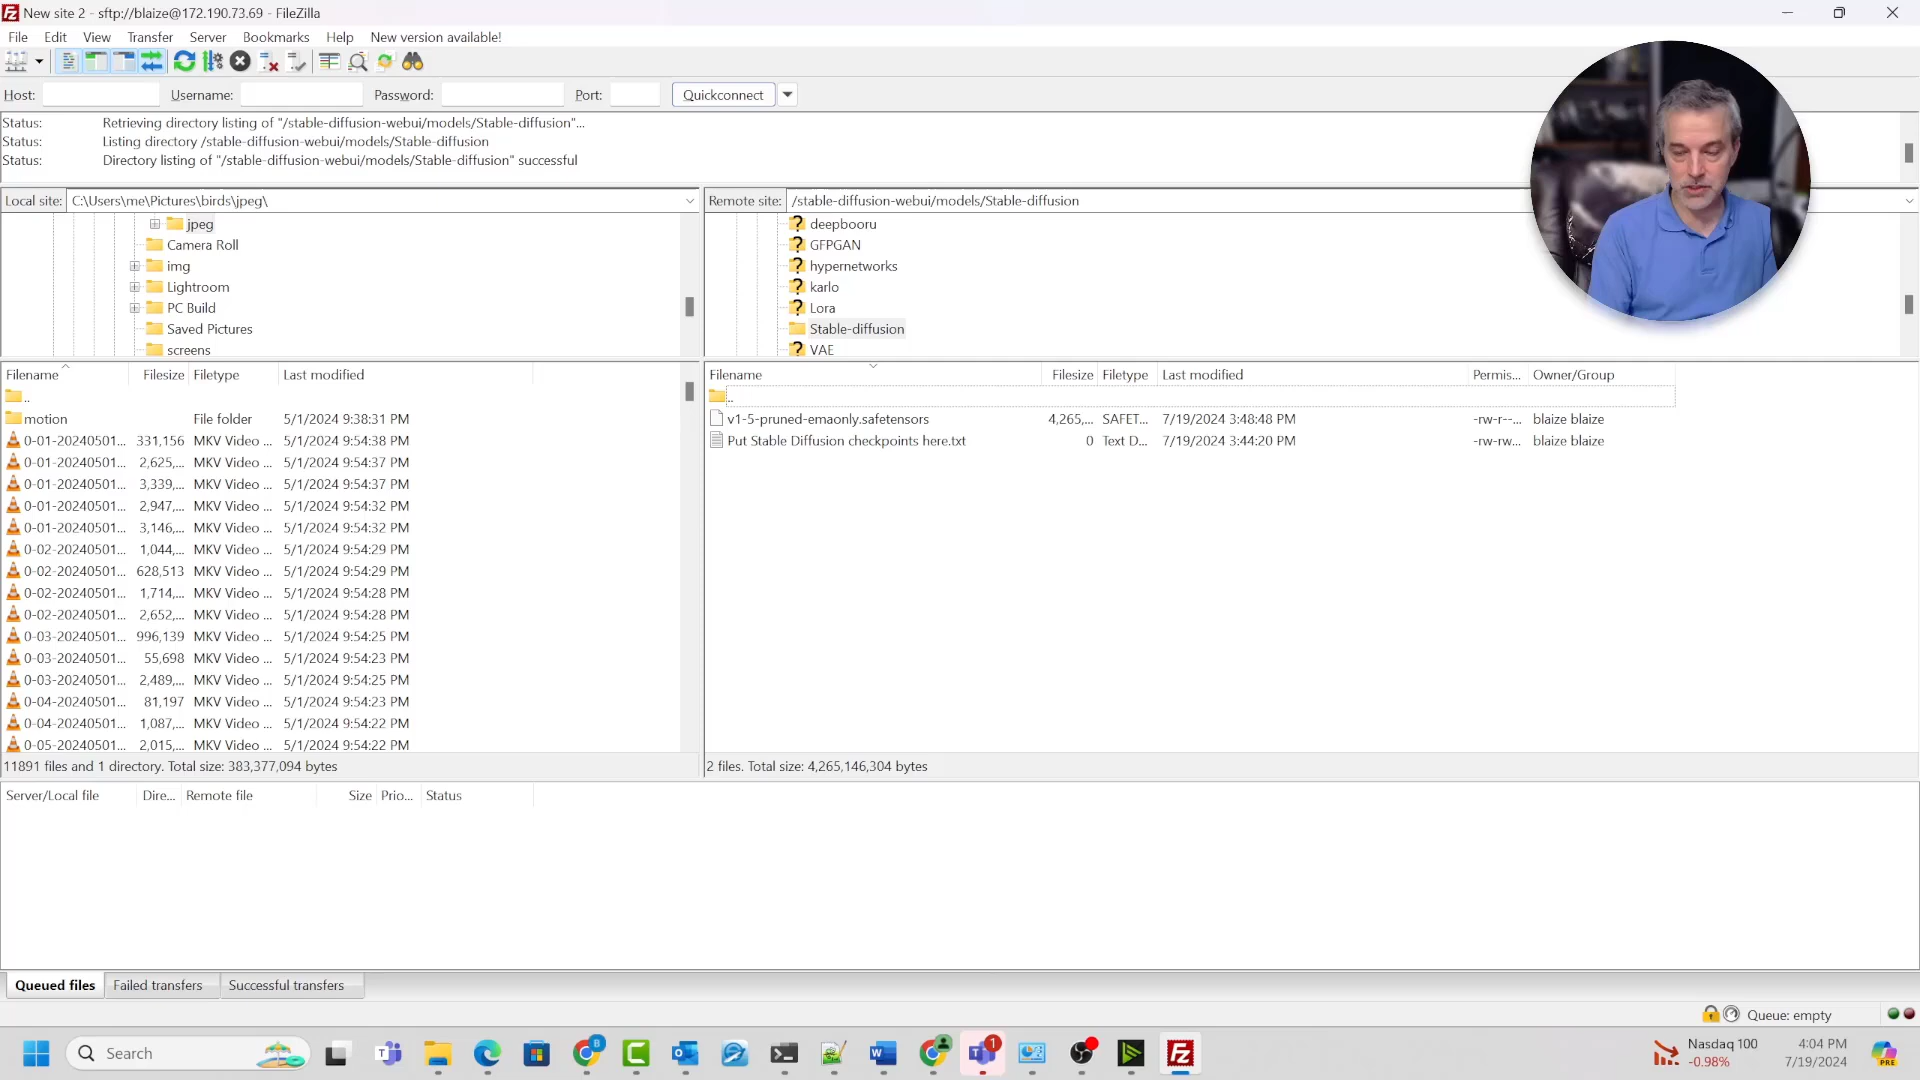 New site 2 - sftp://blaize@172.190.73.69 - FileZilla
File Edit View Transfer Server Bookmarks Help New version available!
Host: Username: Password: Port: Quickconnect
Status: Retrieving directory listing of "/stable-diffusion-webui/models/Stable-diffusion"...
Status: Listing directory /stable-diffusion-webui/models/Stable-diffusion
Status: Directory listing of "/stable-diffusion-webui/models/Stable-diffusion" successful
Local site: C:\Users\me\Pictures\birds\jpeg\
jpeg
Camera Roll
img
Lightroom
PC Build
Saved Pictures
screens
Remote site: /stable-diffusion-webui/models/Stable-diffusion
deepbooru
GFPGAN
hypernetworks
karlo
Lora
Stable-diffusion
VAE
Filename Filesize Filetype Last modified
..
motion File folder 5/1/2024 9:38:31 PM
0-01-20240501... 331,156 MKV Video ... 5/1/2024 9:54:38 PM
0-01-20240501... 2,625,... MKV Video ... 5/1/2024 9:54:37 PM
0-01-20240501... 3,339,... MKV Video ... 5/1/2024 9:54:37 PM
0-01-20240501... 2,947,... MKV Video ... 5/1/2024 9:54:32 PM
0-01-20240501... 3,146,... MKV Video ... 5/1/2024 9:54:32 PM
0-02-20240501... 1,044,... MKV Video ... 5/1/2024 9:54:29 PM
0-02-20240501... 628,513 MKV Video ... 5/1/2024 9:54:29 PM
0-02-20240501... 1,714,... MKV Video ... 5/1/2024 9:54:28 PM
0-02-20240501... 2,652,... MKV Video ... 5/1/2024 9:54:28 PM
0-03-20240501... 996,139 MKV Video ... 5/1/2024 9:54:25 PM
0-03-20240501... 55,698 MKV Video ... 5/1/2024 9:54:23 PM
0-03-20240501... 2,489,... MKV Video ... 5/1/2024 9:54:25 PM
0-04-20240501... 81,197 MKV Video ... 5/1/2024 9:54:23 PM
0-04-20240501... 1,087,... MKV Video ... 5/1/2024 9:54:22 PM
0-05-20240501... 2,015,... MKV Video ... 5/1/2024 9:54:22 PM
11891 files and 1 directory. Total size: 383,377,094 bytes
Filename Filesize Filetype Last modified Permis... Owner/Group
..
v1-5-pruned-emaonly.safetensors 4,265,... SAFET... 7/19/2024 3:48:48 PM -rw-r--... blaize blaize
Put Stable Diffusion checkpoints here.txt 0 Text D... 7/19/2024 3:44:20 PM -rw-rw... blaize blaize
2 files. Total size: 4,265,146,304 bytes
Server/Local file Dire... Remote file Size Prio... Status
Queued files Failed transfers Successful transfers
Queue: empty
Search
1
Nasdaq 100
-0.98%
4:04 PM
7/19/2024
PRE